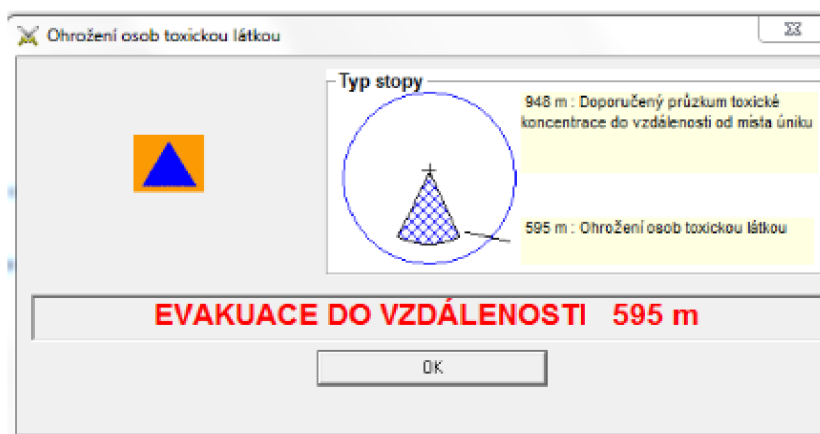 Ohrožení osob toxickou látkou
Typ stopy
948 m : Doporučený průzkum toxické
koncentrace do vzdálenosti od místa úniku
595 m : Ohrožení osob toxickou látkou
EVAKUACE DO VZDÁLENOSTI 595 m
OK